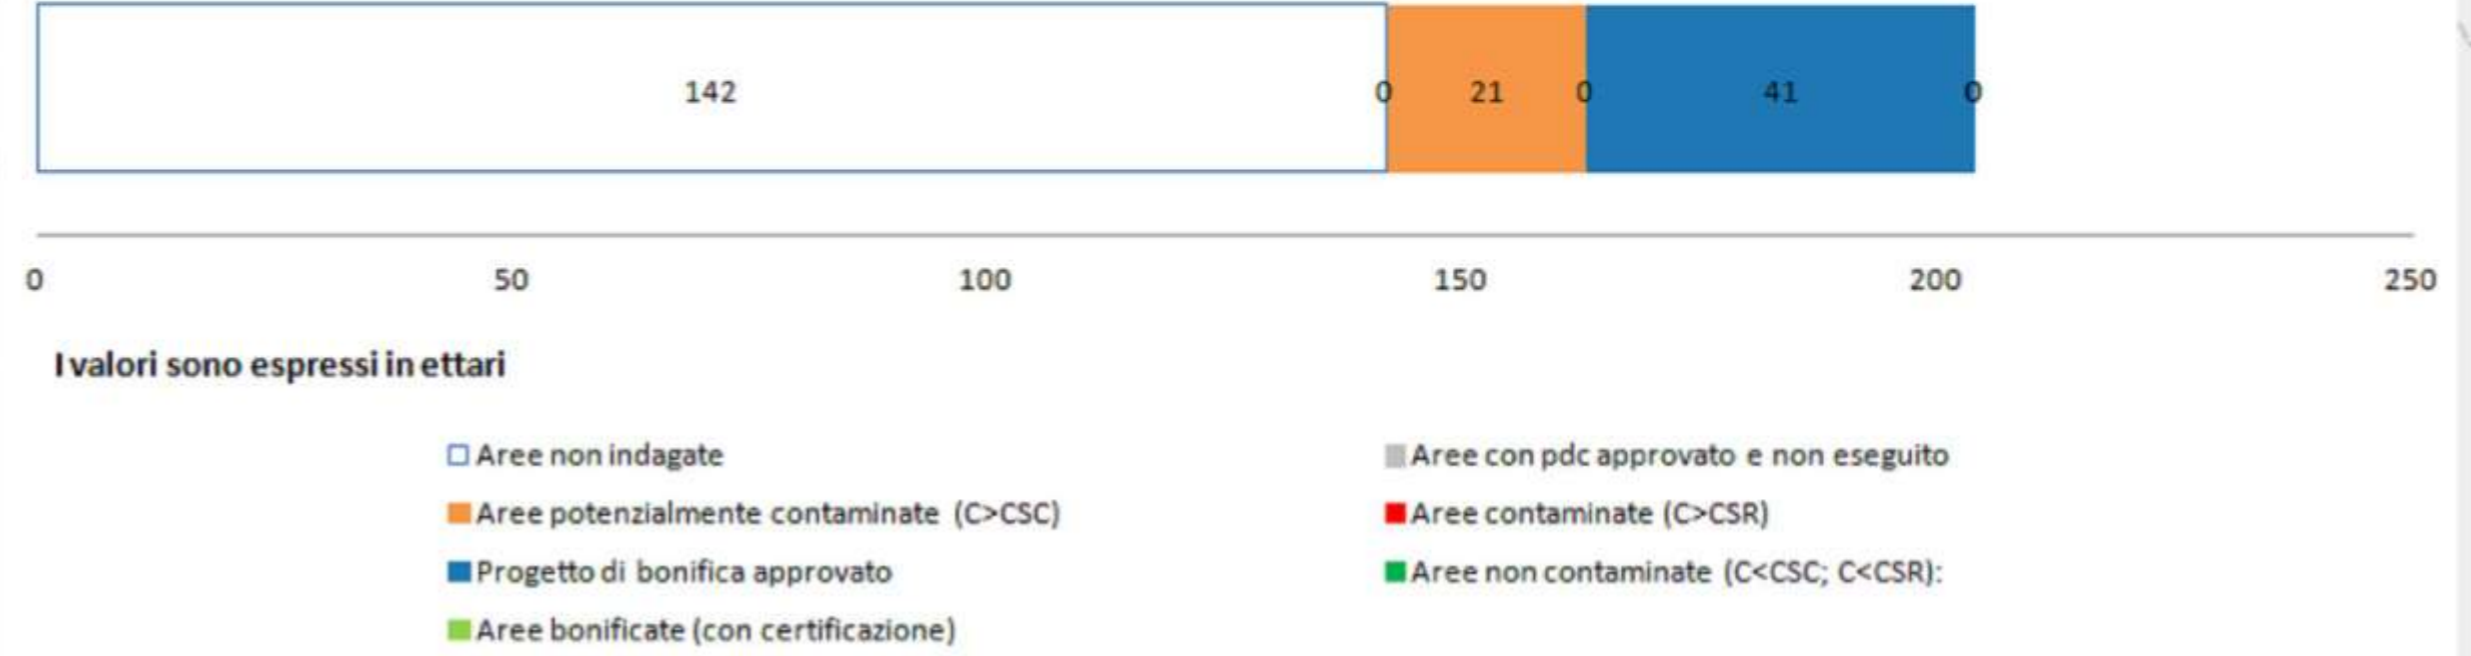 142 0 21 0 41 0
0 50 100 150 200 250
I valori sono espressi in ettari
Aree non indagate Aree con pdc approvato e non eseguito
Aree potenzialmente contaminate (C>CSC) Aree contaminate (C>CSR)
Progetto di bonifica approvato Aree non contaminate (C<CSC; C<CSR):
Aree bonificate (con certificazione)